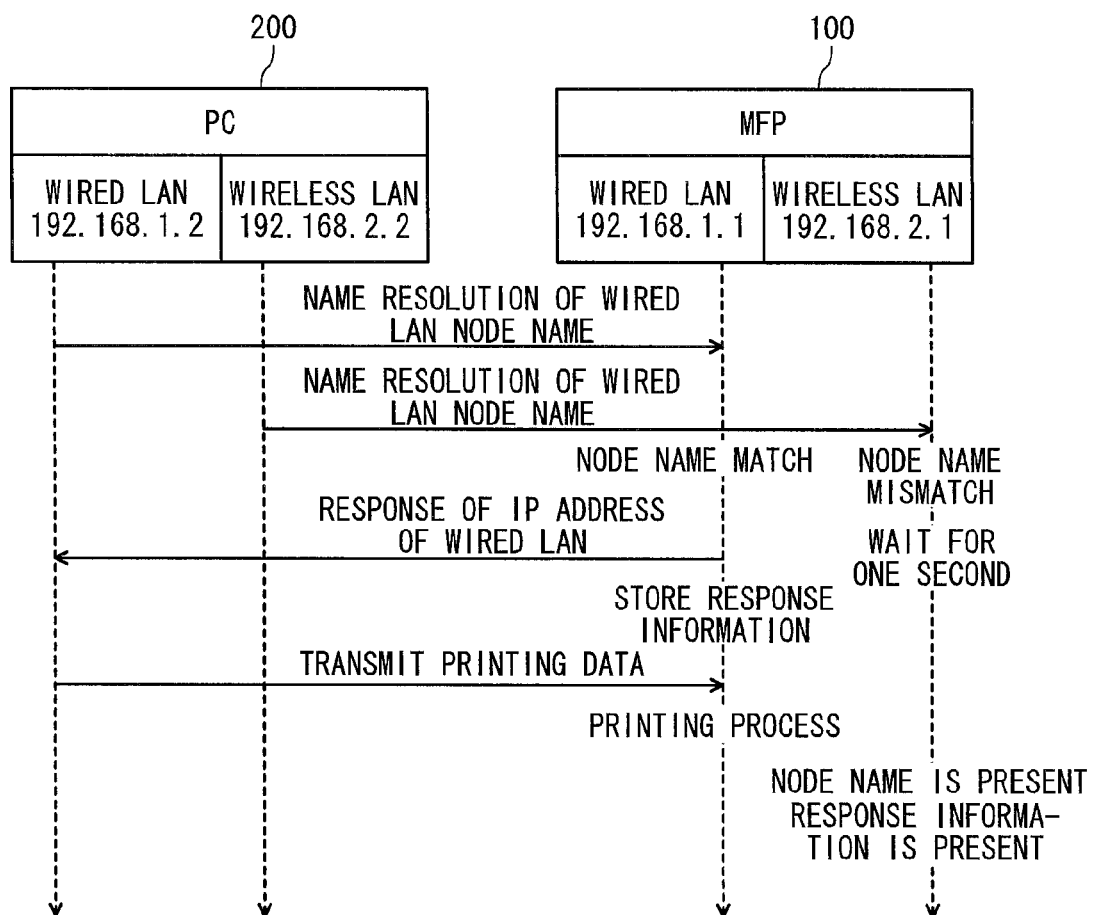 200
100
PC
MFP
WIRED LAN
192.168.1.2
WIRELESS LAN
192.168.2.2
WIRED LAN
192.168.1.1
WIRELESS LAN
192.168.2.1
NAME RESOLUTION OF WIRED
LAN NODE NAME
NAME RESOLUTION OF WIRED
LAN NODE NAME
NODE NAME MATCH
NODE NAME
MISMATCH
RESPONSE OF IP ADDRESS
OF WIRED LAN
WAIT FOR
ONE SECOND
STORE RESPONSE
INFORMATION
TRANSMIT PRINTING DATA
PRINTING PROCESS
NODE NAME IS PRESENT
RESPONSE INFORMA-
TION IS PRESENT